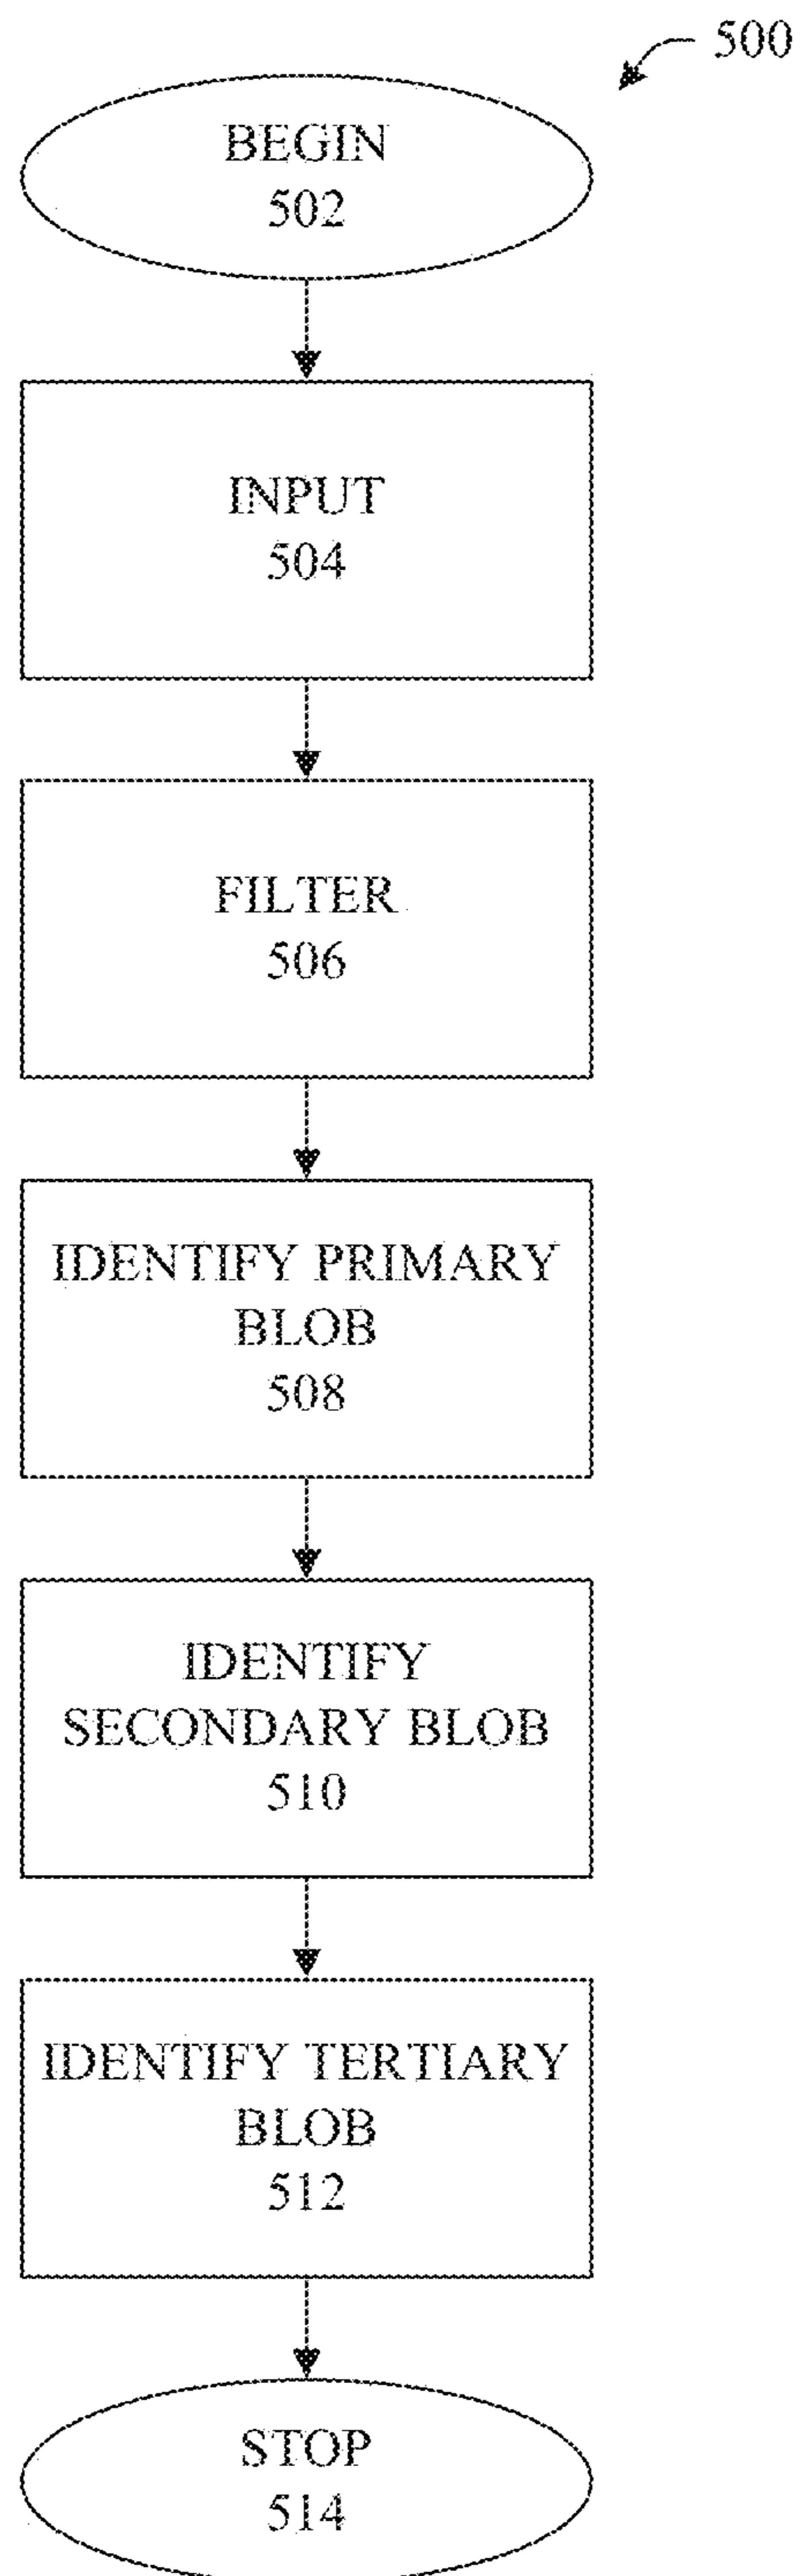 500
BEGIN
502
INPUT
504
FILTER
506
IDENTIFY PRIMARY
BLOB
508
IDENTIFY
SECONDARY BLOB
510
IDENTIFY TERTIARY
BLOB
512
STOP
514